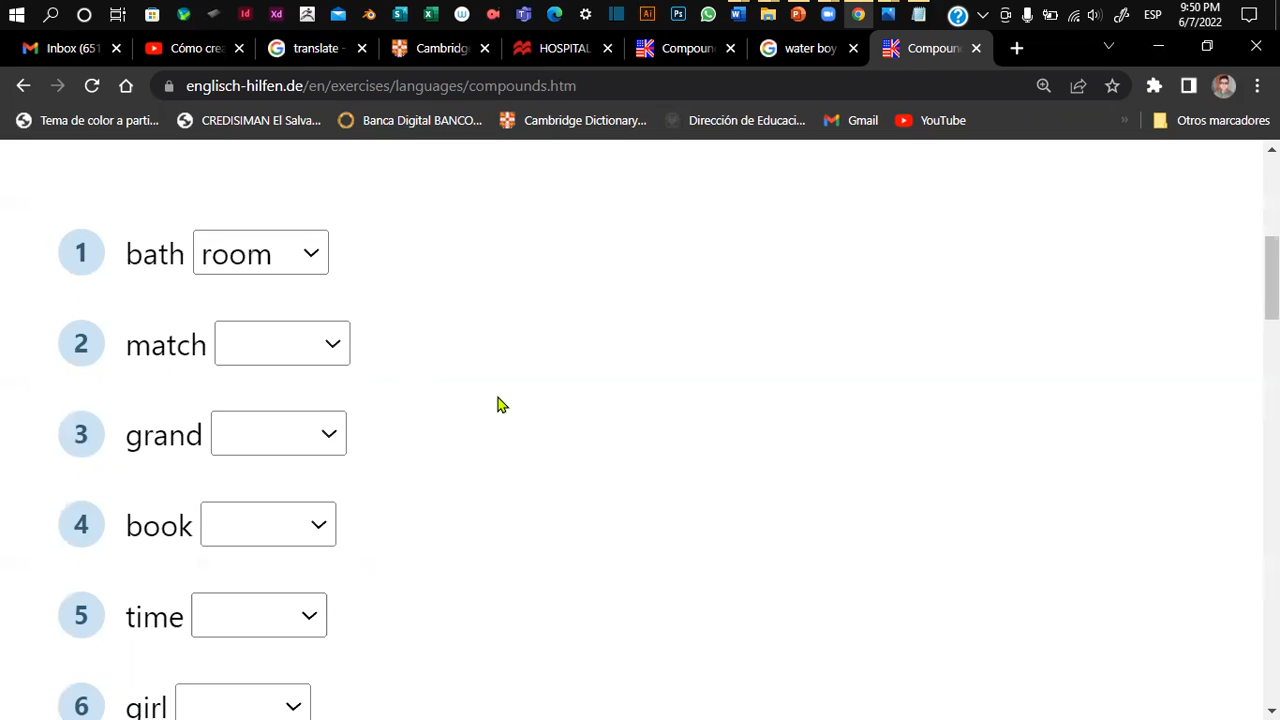 ESP
9:50 PM
6/7/2022
Inbox (651
Cómo crea
translate -
Cambridg
HOSPITAL
Compoun
water boy
Compoun
englisch-hilfen.de/en/exercises/languages/compounds.htm
Tema de color a parti...
CREDISIMAN El Salva...
Banca Digital BANCO...
Cambridge Dictionary...
Dirección de Educaci...
Gmail
YouTube
»
Otros marcadores
1 bath room
2 match
3 grand
4 book
5 time
6 girl